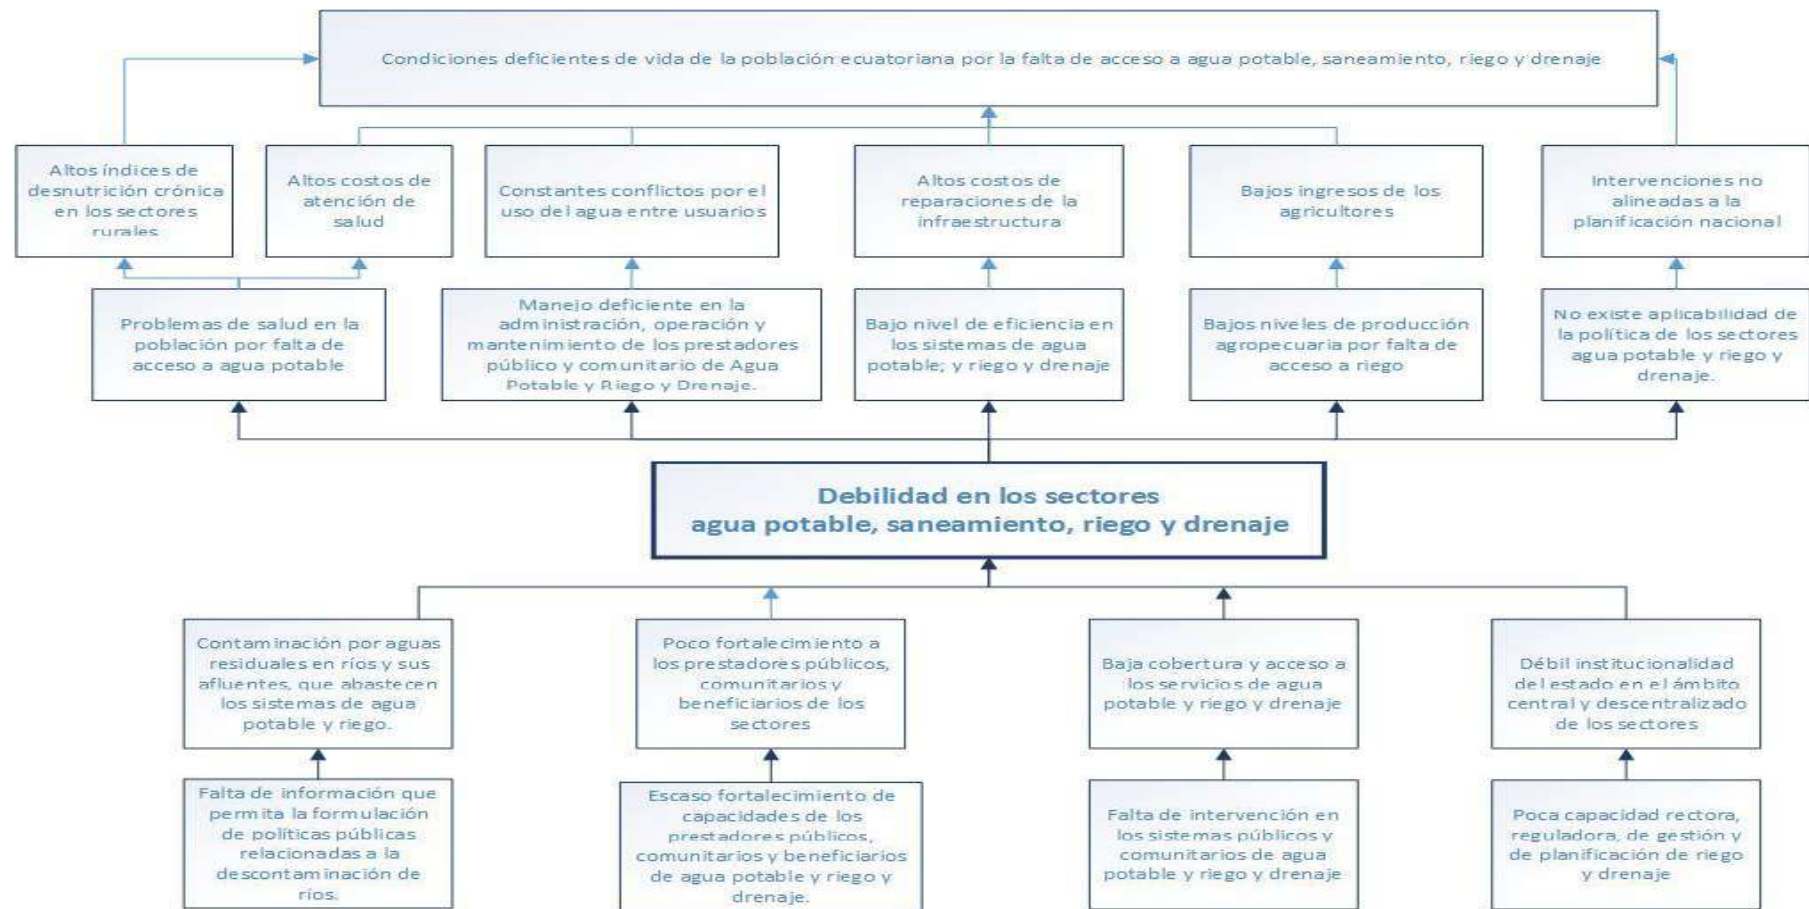 Condiciones deficientes de vida de la población ecuatoriana por la falta de acceso a agua potable, saneamiento, riego y drenaje
Altos índices de
desnutrición crónica
en los sectores
rurales
Altos costos de
atención de
salud
Constantes conflictos por el
uso del agua entre usuarios
Altos costos de
reparaciones de la
infraestructura
Bajos ingresos de los
agricultores
Intervenciones no
alineadas a la
planificación nacional
Problemas de salud en la
población por falta de
acceso a agua potable
Manejo deficiente en la
administración, operación y
mantenimiento de los prestadores
público y comunitario de Agua
Potable y Riego y Drenaje.
Bajo nivel de eficiencia en
los sistemas de agua
potable; y riego y drenaje
Bajos niveles de producción
agropecuaria por falta de
acceso a riego
No existe aplicabilidad de
la política de los sectores
agua potable y riego y
drenaje.
Debilidad en los sectores
agua potable, saneamiento, riego y drenaje
Contaminación por aguas
residuales en ríos y sus
afluentes, que abastecen
los sistemas de agua
potable y riego.
Poco fortalecimiento a
los prestadores públicos,
comunitarios y
beneficiarios de los
sectores
Baja cobertura y acceso a
los servicios de agua
potable y riego y drenaje
Débil institucionalidad
del estado en el ámbito
central y descentralizado
de los sectores
Falta de información que
permita la formulación
de políticas públicas
relacionadas a la
descontaminación de
ríos.
Escaso fortalecimiento de
capacidades de los
prestadores públicos,
comunitarios y beneficiarios
de agua potable y riego y
drenaje.
Falta de intervención en
los sistemas públicos y
comunitarios de agua
potable y riego y drenaje
Poca capacidad rectora,
reguladora, de gestión y
de planificación de riego
y drenaje